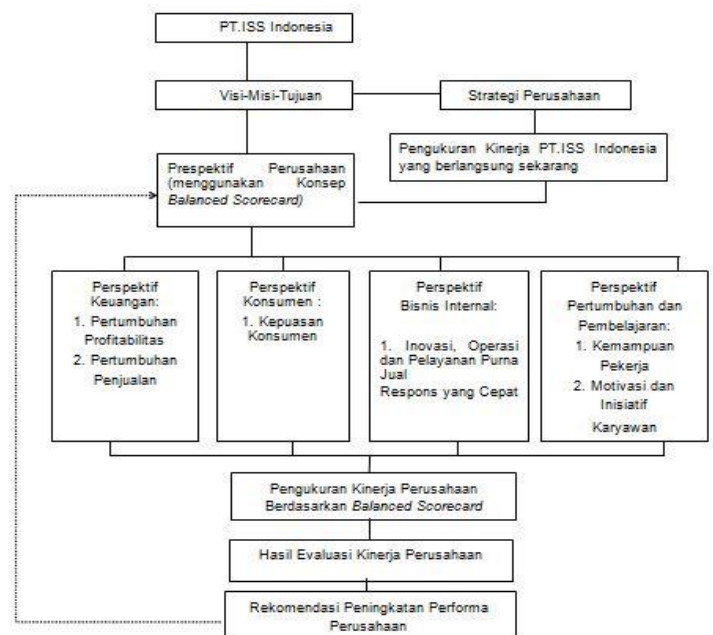 PT.ISS Indonesia
Visi-Misi-Tujuan
Strategi Perusahaan
Pengukuran Kinerja PT.ISS Indonesia
yang berlangsung sekarang
Prespektif Perusahaan
(menggunakan Konsep
Balanced Scorecard)
Perspektif
Keuangan:
1. Pertumbuhan
Profitabilitas
2. Pertumbuhan
Penjualan
Perspektif
Konsumen :
1. Kepuasan
Konsumen
Perspektif
Bisnis Internal:
1. Inovasi, Operasi
dan Pelayanan Purna
Jual
Respons yang Cepat
Perspektif
Pertumbuhan dan
Pembelajaran:
1. Kemampuan
Pekerja
2. Motivasi dan
Inisiatif
Karyawan
Pengukuran Kinerja Perusahaan
Berdasarkan Balanced Scorecard
Hasil Evaluasi Kinerja Perusahaan
Rekomendasi Peningkatan Performa
Perusahaan